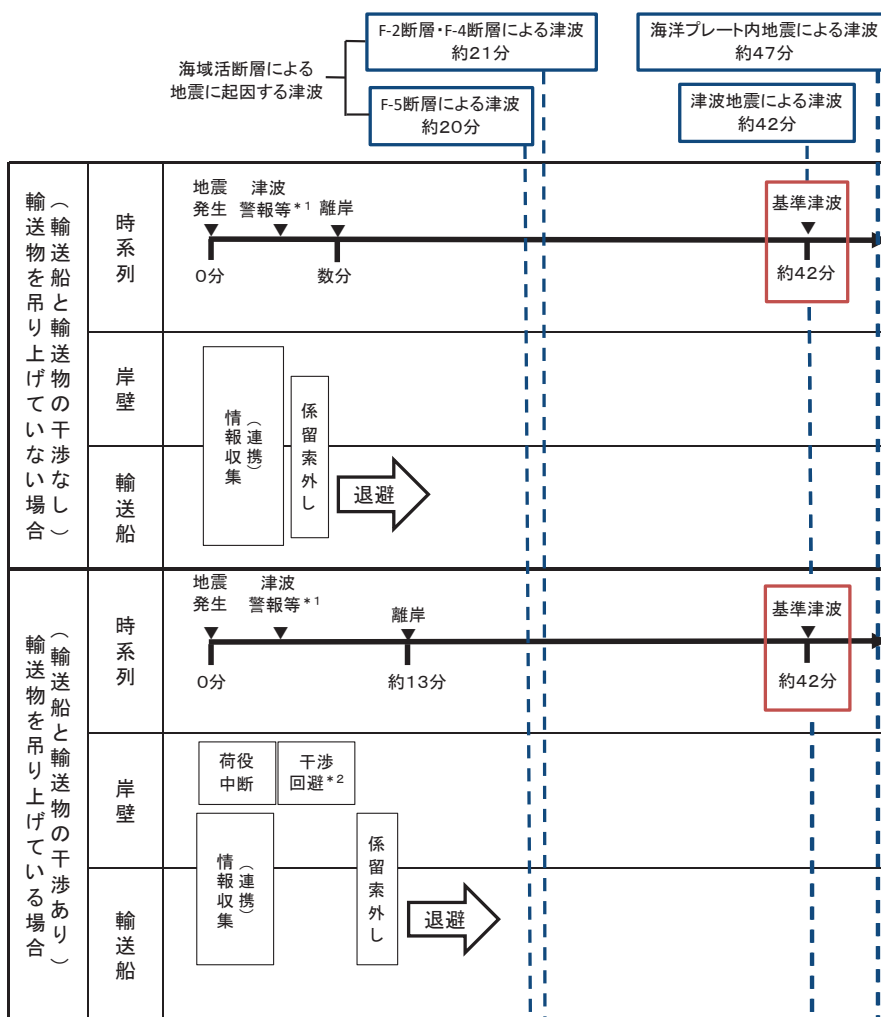 F-2断層・F-4断層による津波
約21分
海洋プレート内地震による津波
約47分
海域活断層による
地震に起因する津波
F-5断層による津波
約20分
津波地震による津波
約42分
輸送物を吊り上げていない場合
（輸送船と輸送物の干渉なし）
時系列
地震
発生
津波
警報等*1
離岸
基準津波
0分
数分
約42分
岸壁
輸送船
情報収集
（連携）
係留索外し
退避
輸送物を吊り上げている場合
（輸送船と輸送物の干渉あり）
時系列
地震
発生
津波
警報等*1
離岸
基準津波
0分
約13分
約42分
岸壁
荷役
中断
干渉
回避*2
輸送船
情報収集
（連携）
係留索外し
退避